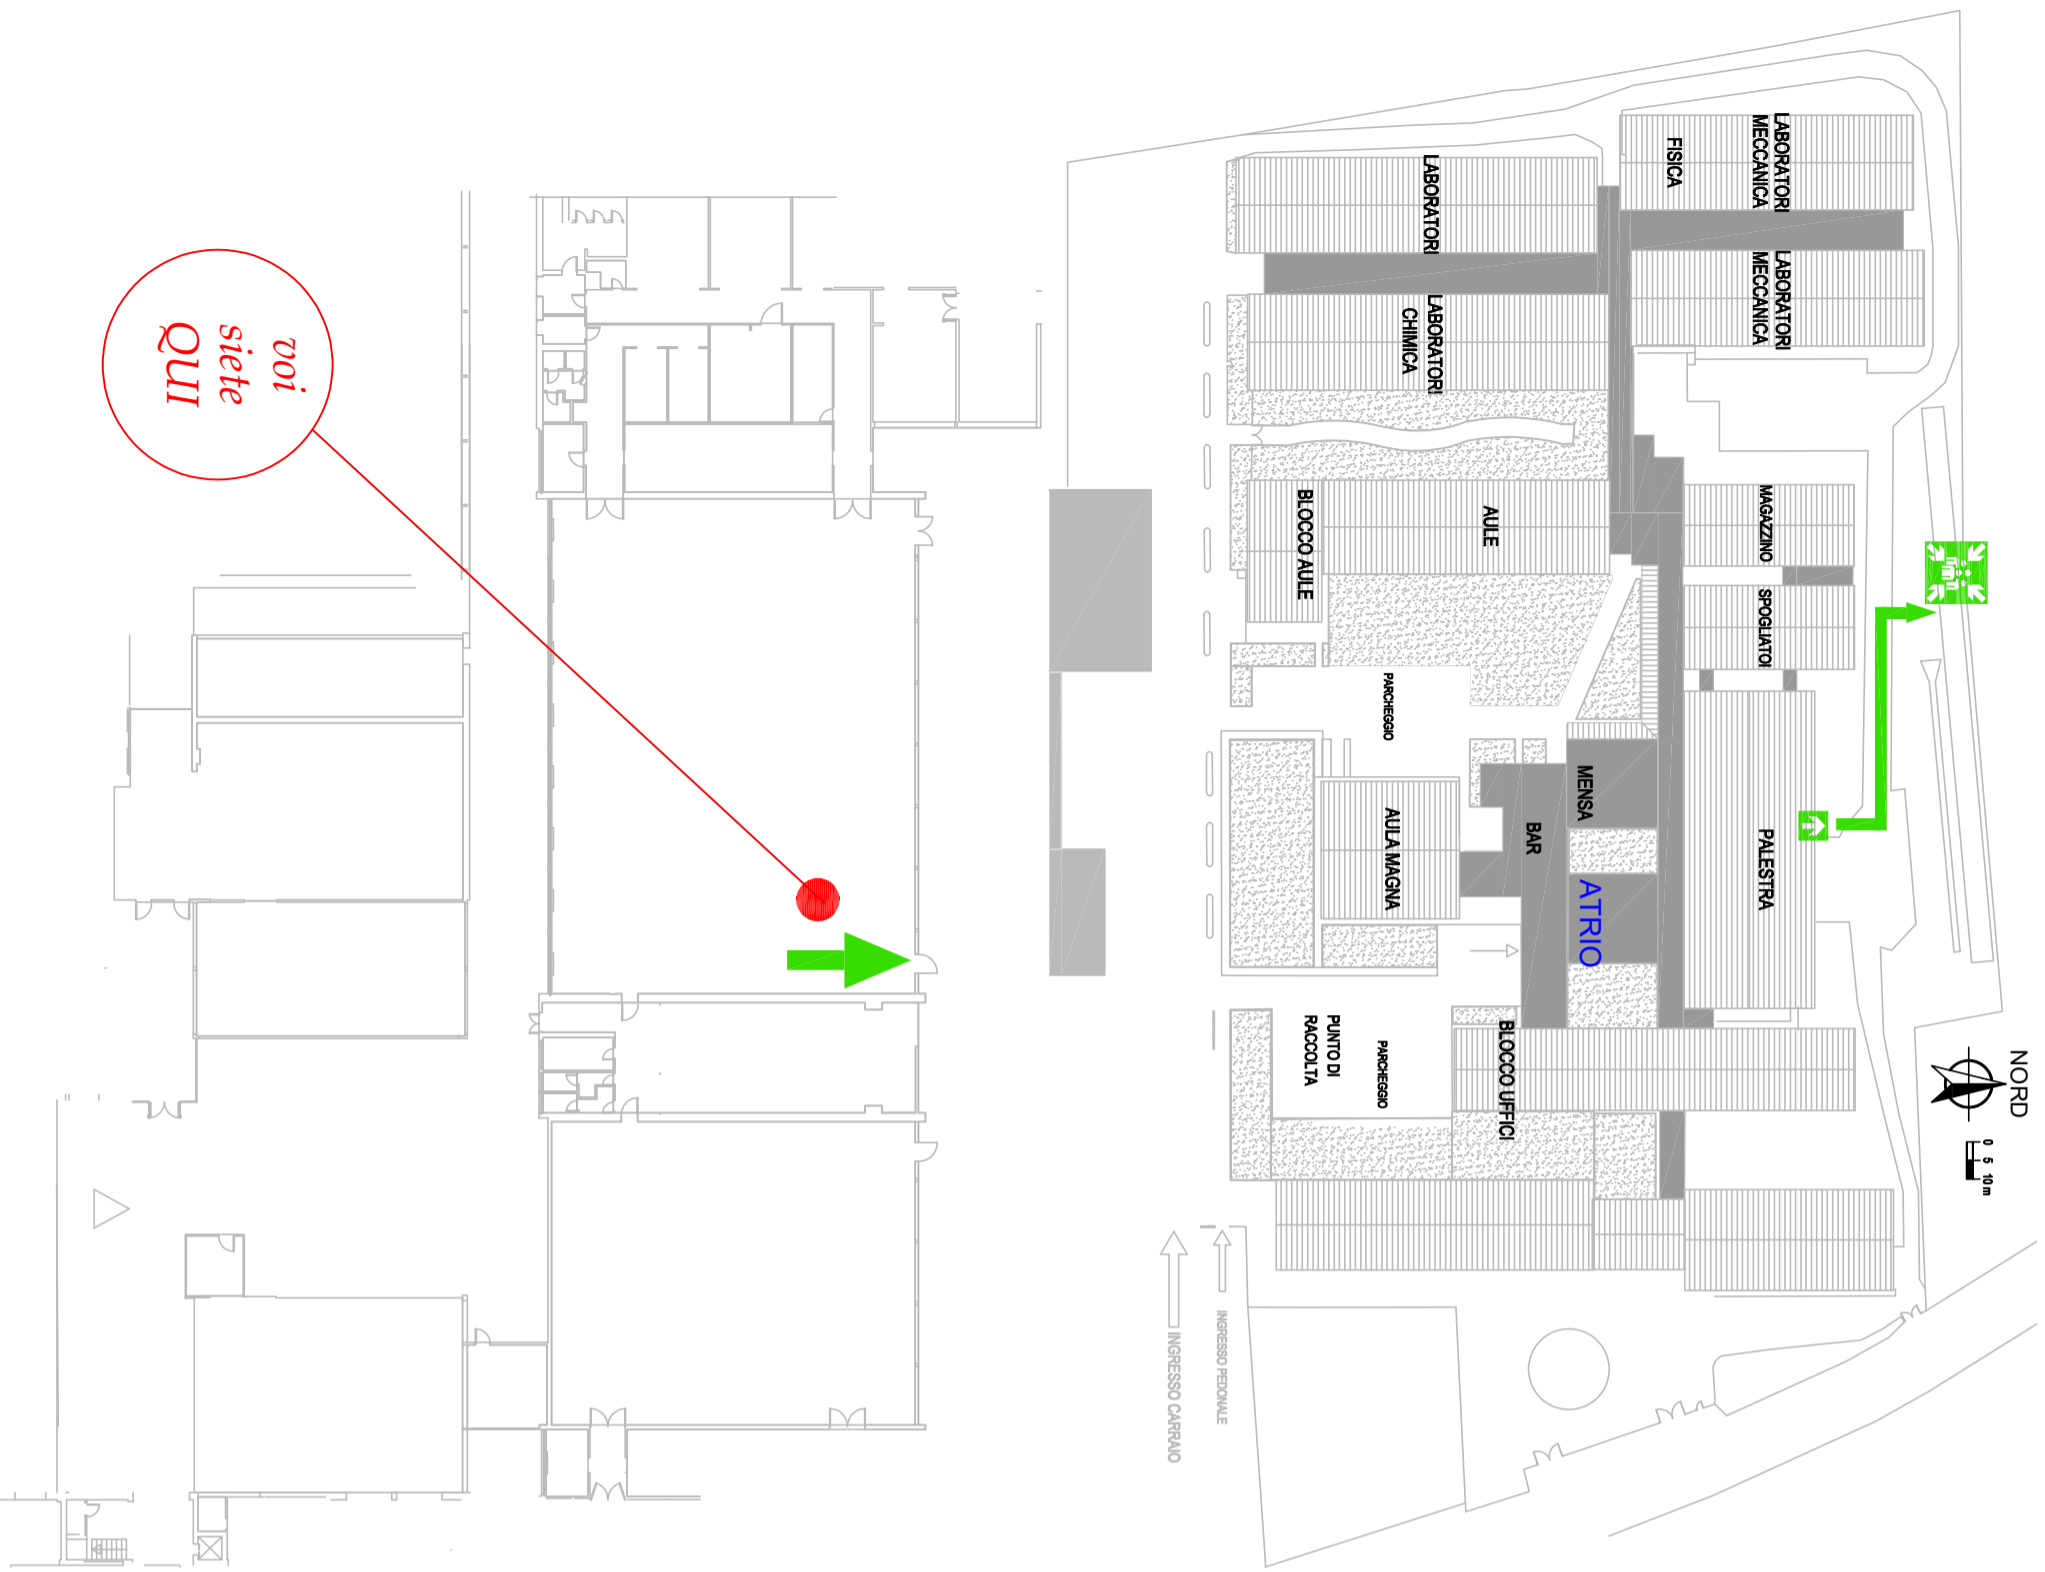 voi
siete
QUI
LABORATORI
MECCANICA
FISICA
LABORATORI
LABORATORI
MECCANICA
LABORATORI
CHIMICA
MAGAZZINO
AULE
BLOCCO AULE
SPOGLIATOI
PARCHEGGIO
MENSA
PALESTRA
BAR
AULA MAGNA
ATRIO
NORD
0 5 10 m
BLOCCO UFFICI
PARCHEGGIO
PUNTO DI
RACCOLTA
INGRESSO PEDONALE
INGRESSO CARRAIO